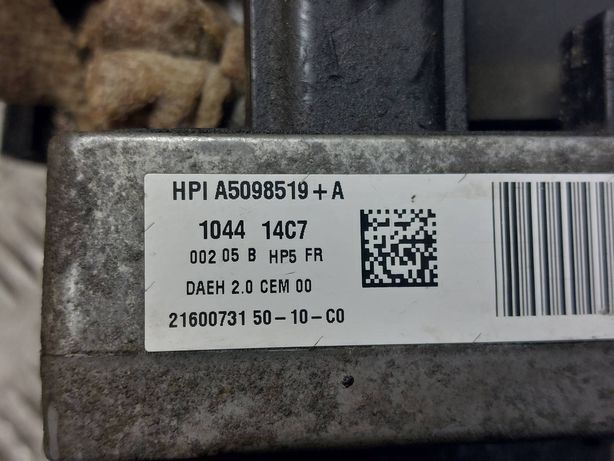 HPI A5098519+A
1044 14C7
002 05 B HP5 FR
DAEH 2.0 CEM 00
21600731 50-10-C0